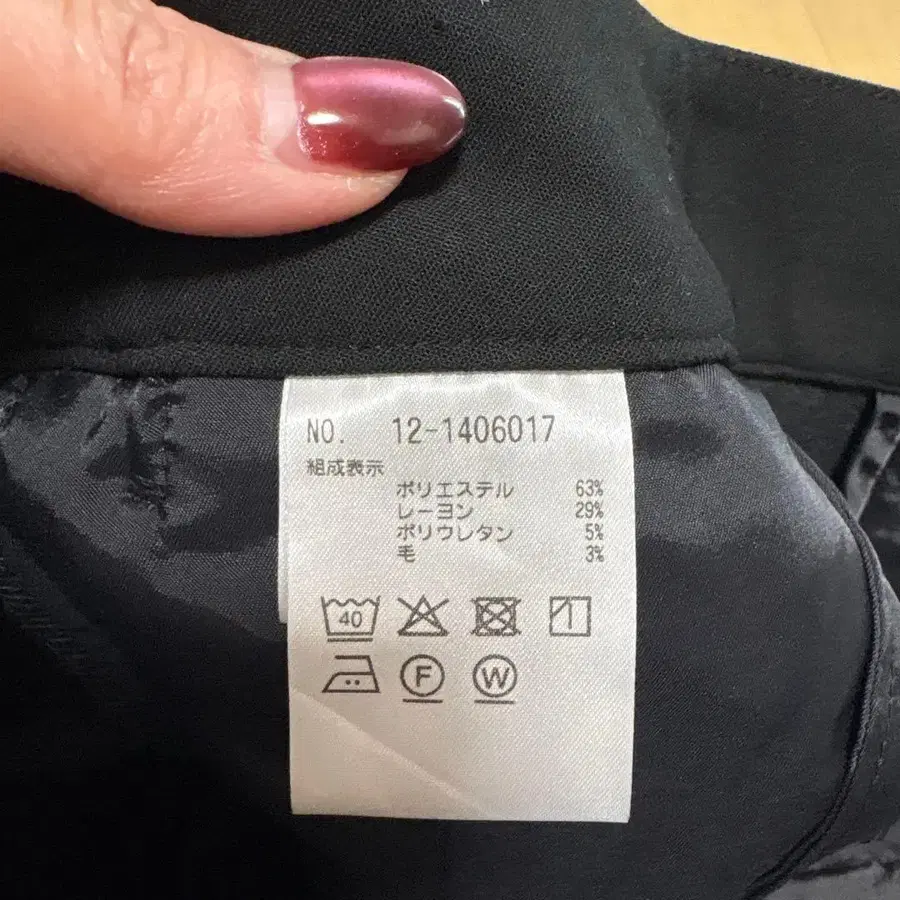 NO. 12-1406017
組成表示
ポリエステル 63%
レーヨン 29%
ポリウレタン 5%
毛 3%
40
F W